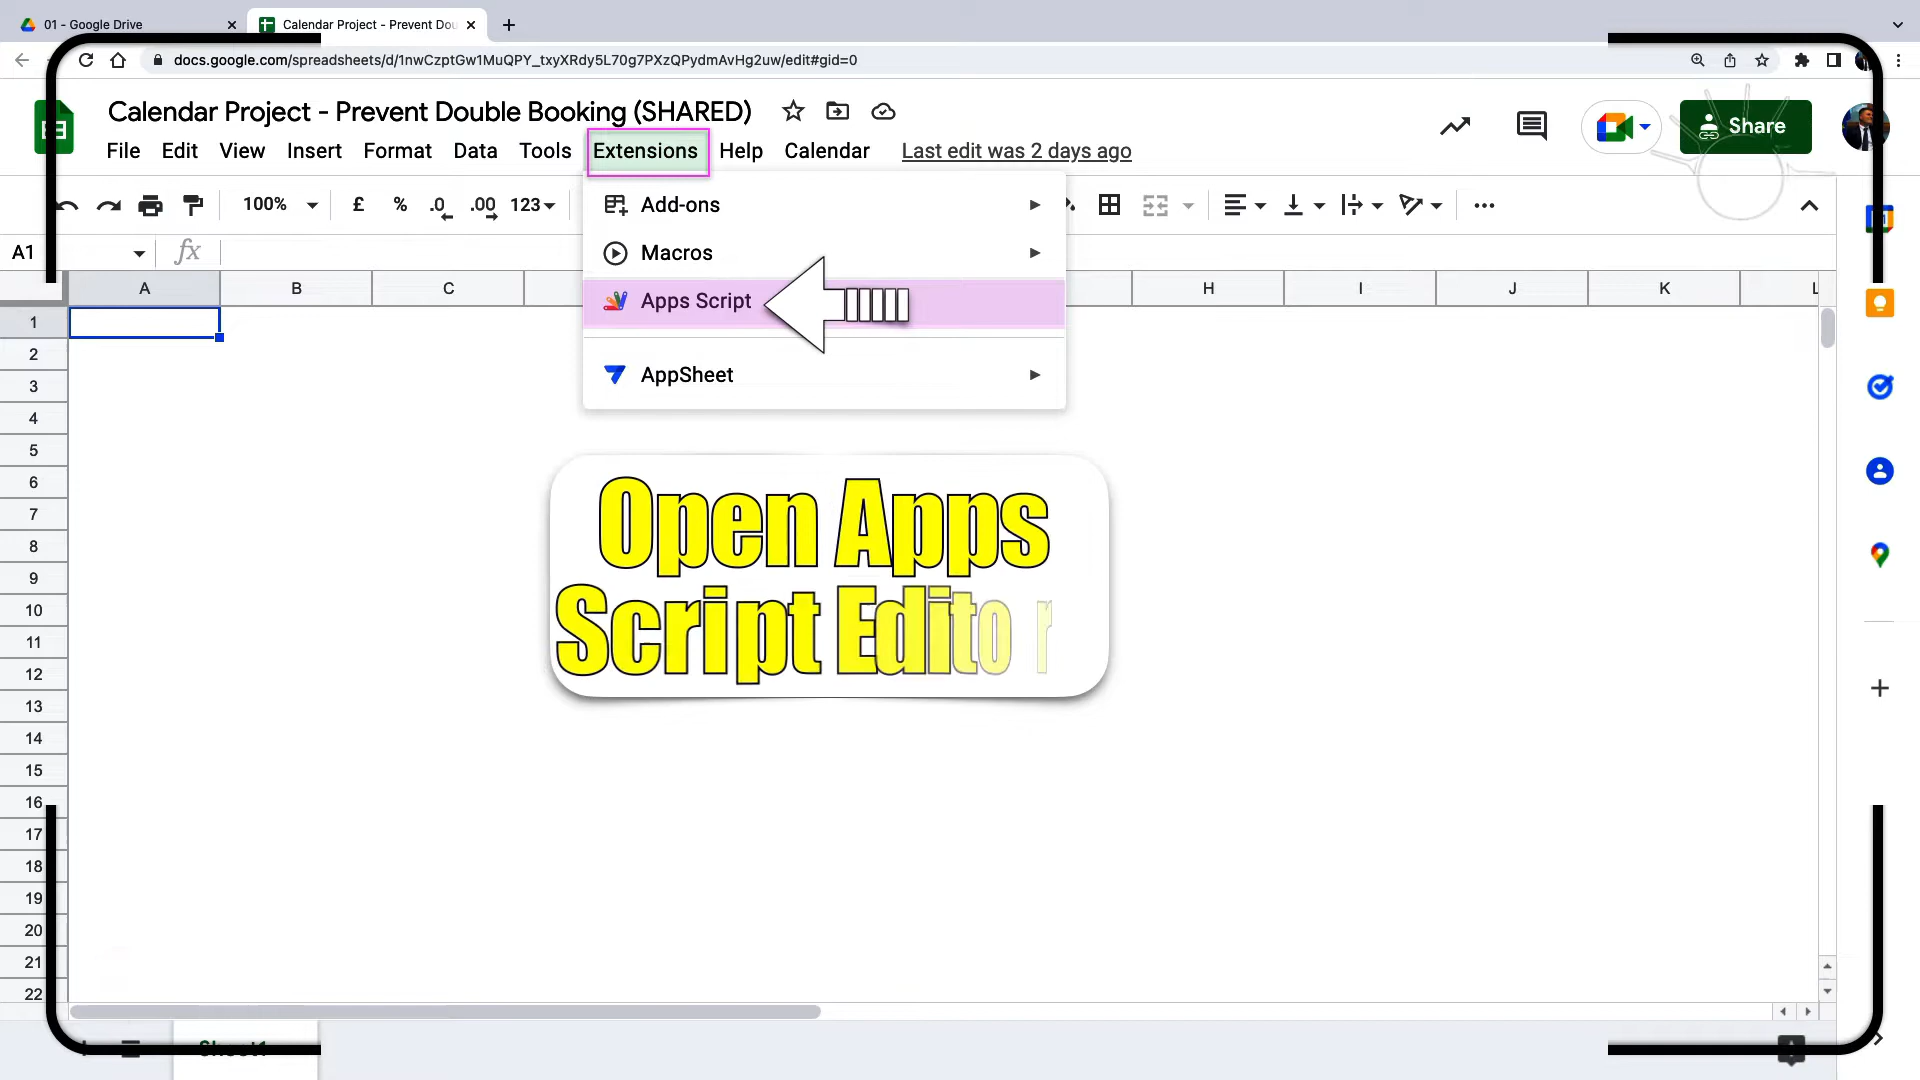 01 - Google Drive
Calendar Project - Prevent Dou
docs.google.com/spreadsheets/d/1nwCzptGw1MuQPY_txyXRdy5L70g7PXzQPydmAvHg2uw/edit#gid=0
Calendar Project - Prevent Double Booking (SHARED)
Share
File Edit View Insert Format Data Tools Extensions Help Calendar Last edit was 2 days ago
100% £ % .0 .00 123
Add-ons
Macros
Apps Script
AppSheet
A1 fx
A B C H I J K L
1
2
3
4
5
6
7
8
9
10
11
12
13
14
15
16
17
18
19
20
21
22
Open Apps
Script Editor
Sheet1